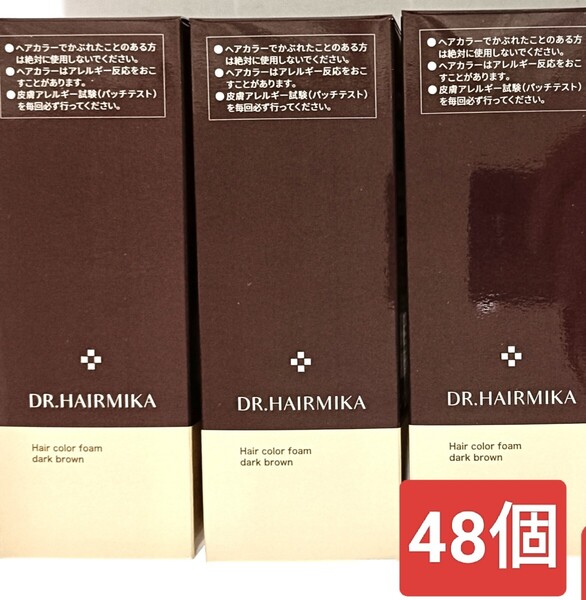 ●ヘアカラーでかぶれたことのある方
は絶対に使用しないでください。
●ヘアカラーはアレルギー反応をおこ
すことがあります。
●皮膚アレルギー試験(パッチテスト)
を毎回必ず行ってください。
DR.HAIRMIKA
Hair color foam
dark brown
●ヘアカラーでかぶれたことのある方
は絶対に使用しないでください。
●ヘアカラーはアレルギー反応をおこ
すことがあります。
●皮膚アレルギー試験(パッチテスト)
を毎回必ず行ってください。
DR.HAIRMIKA
Hair color foam
dark brown
●ヘアカラーでかぶれたことのある方
は絶対に使用しないでください。
●ヘアカラーはアレルギー反応をおこ
すことがあります。
●皮膚アレルギー試験(パッチテスト)
を毎回必ず行ってください。
DR.HAIRMIKA
Hair color foam
dark brown
48個